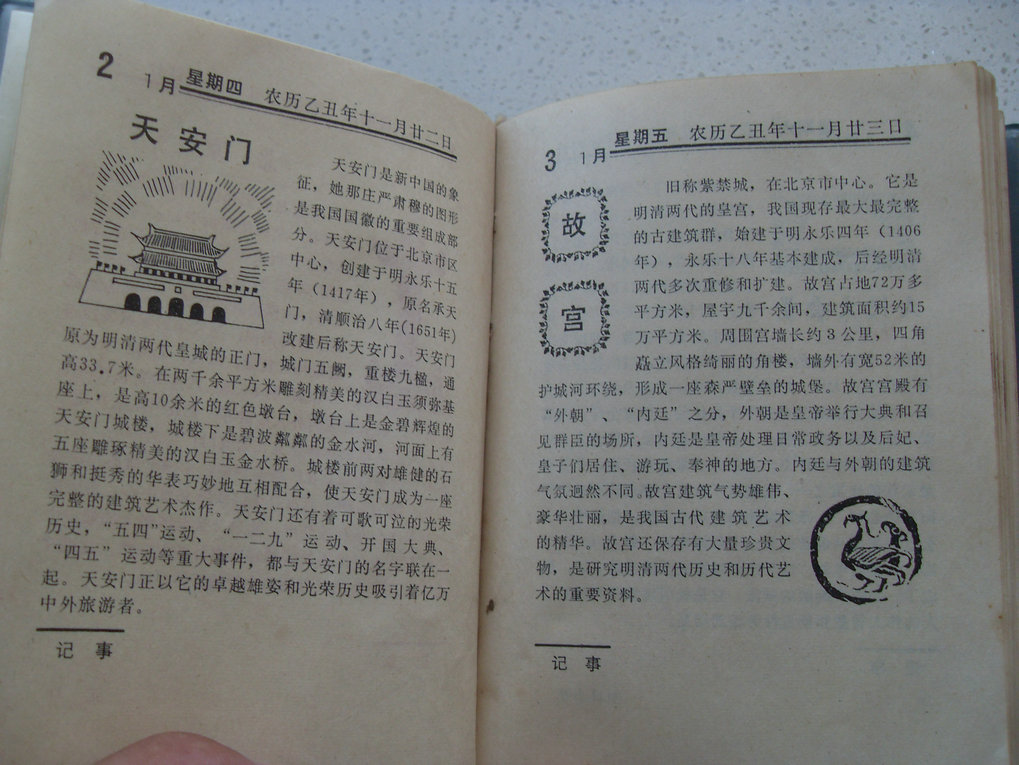 2
1月 星期四 农历乙丑年十一月廿二日
天安门
天安门是新中国的象
征，她那庄严肃穆的图形
是我国国徽的重要组成部
分。天安门位于北京市区
中心，创建于明永乐十五
年（1417年），原名承天
门，清顺治八年(1651年)
改建后称天安门。天安门
原为明清两代皇城的正门，城门五阙，重楼九楹，通
高33.7米。在两千余平方米雕刻精美的汉白玉须弥基
座上，是高10余米的红色墩台，墩台上是金碧辉煌的
天安门城楼，城楼下是碧波粼粼的金水河，河面上有
五座雕琢精美的汉白玉金水桥。城楼前两对雄健的石
狮和挺秀的华表巧妙地互相配合，使天安门成为一座
完整的建筑艺术杰作。天安门还有着可歌可泣的光荣
历史，“五四”运动、“一二九”运动、开国大典、
“四五”运动等重大事件，都与天安门的名字联在一
起。天安门正以它的卓越雄姿和光荣历史吸引着亿万
中外旅游者。
记事
3 1月 星期五 农历乙丑年十一月廿三日
故
宫
旧称紫禁城，在北京市中心。它是
明清两代的皇宫，我国现存最大最完整
的古建筑群，始建于明永乐四年（1406
年），永乐十八年基本建成，后经明清
两代多次重修和扩建。故宫占地72万多
平方米，屋宇九千余间，建筑面积约15
万平方米。周围宫墙长约3公里，四角
矗立风格绮丽的角楼，墙外有宽52米的
护城河环绕，形成一座森严壁垒的城堡。故宫宫殿有
“外朝”、“内廷”之分，外朝是皇帝举行大典和召
见群臣的场所，内廷是皇帝处理日常政务以及后妃、
皇子们居住、游玩、奉神的地方。内廷与外朝的建筑
气氛迥然不同。故宫建筑气势雄伟、
豪华壮丽，是我国古代建筑艺术
的精华。故宫还保存有大量珍贵文
物，是研究明清两代历史和历代艺
术的重要资料。
记事